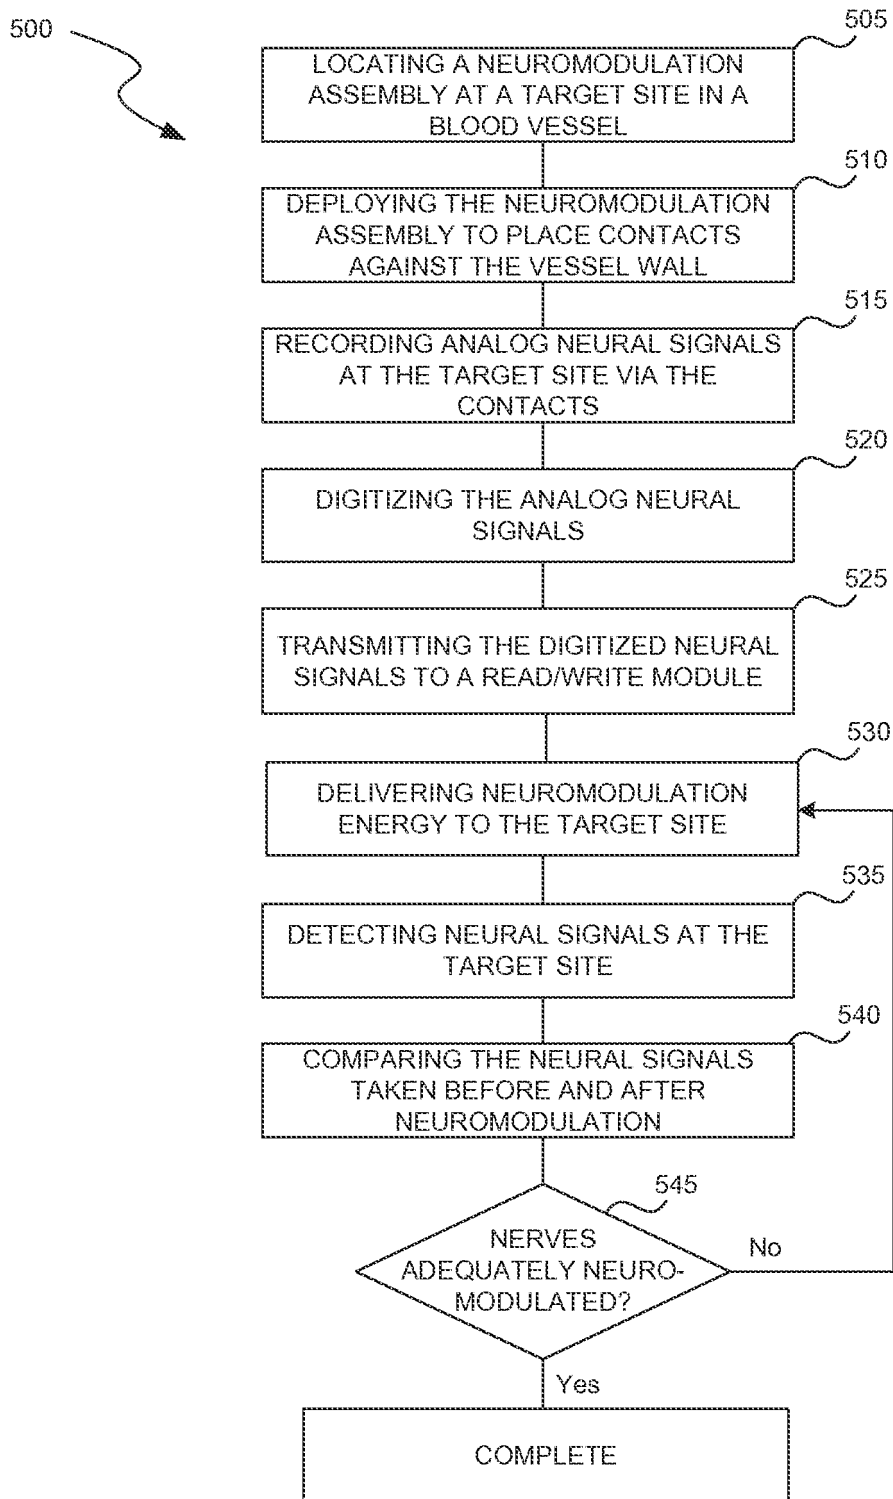 500
505
LOCATING A NEUROMODULATION
ASSEMBLY AT A TARGET SITE IN A
BLOOD VESSEL
510
DEPLOYING THE NEUROMODULATION
ASSEMBLY TO PLACE CONTACTS
AGAINST THE VESSEL WALL
515
RECORDING ANALOG NEURAL SIGNALS
AT THE TARGET SITE VIA THE
CONTACTS
520
DIGITIZING THE ANALOG NEURAL
SIGNALS
525
TRANSMITTING THE DIGITIZED NEURAL
SIGNALS TO A READ/WRITE MODULE
530
DELIVERING NEUROMODULATION
ENERGY TO THE TARGET SITE
535
DETECTING NEURAL SIGNALS AT THE
TARGET SITE
540
COMPARING THE NEURAL SIGNALS
TAKEN BEFORE AND AFTER
NEUROMODULATION
545
NERVES
ADEQUATELY NEURO-
MODULATED?
No
Yes
COMPLETE